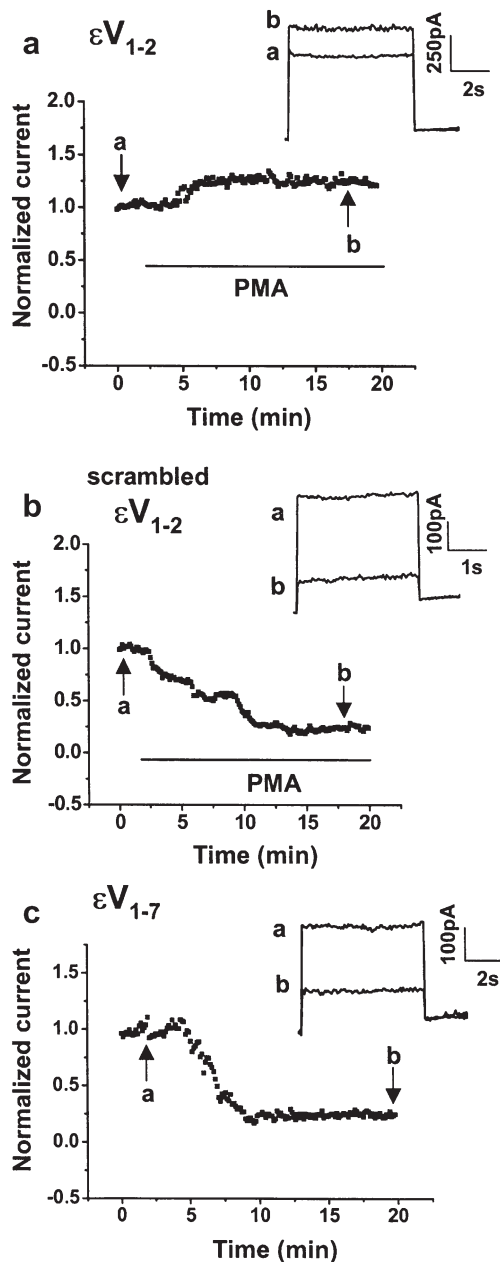 a
εV1-2
b
a
250pA
2s
Normalized current
2.0
1.5
1.0
0.5
0.0
-0.5
a
b
PMA
0 5 10 15 20
Time (min)
b
scrambled
εV1-2
a
b
100pA
1s
Normalized current
2.0
1.5
1.0
0.5
0.0
-0.5
a
b
PMA
0 5 10 15 20
Time (min)
c
εV1-7
a
b
100pA
2s
Normalized current
1.5
1.0
0.5
0.0
-0.5
a
b
0 5 10 15 20
Time (min)